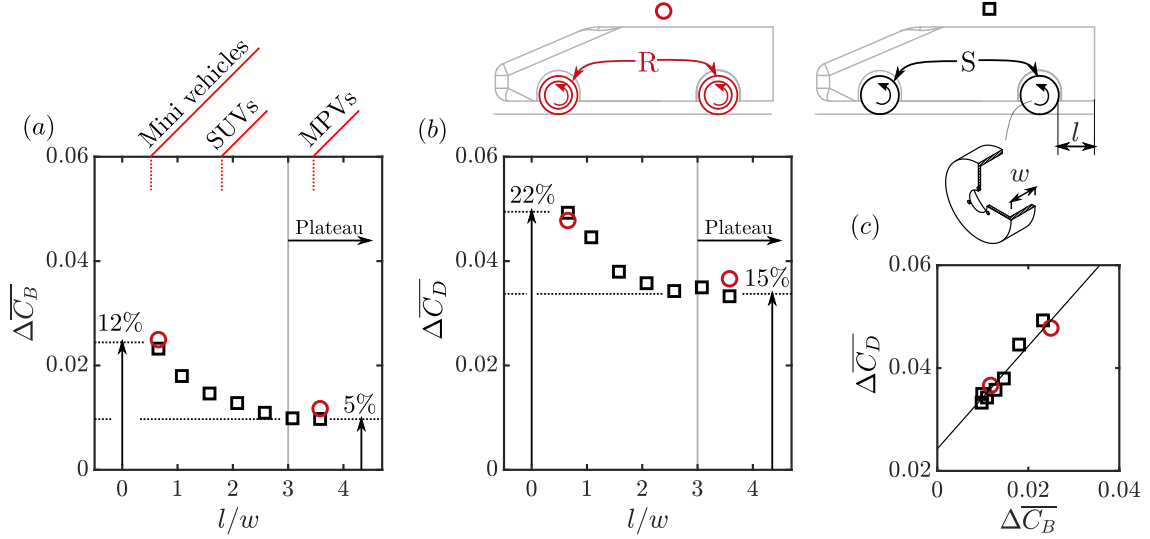 R
S
l
w
(a)
Mini vehicles
SUVs
MPVs
0.06
0.04
0.02
0
ΔC̅_B̅
12%
5%
Plateau
0 1 2 3 4
l/w
(b)
0.06
0.04
0.02
0
ΔC̅_D̅
22%
15%
Plateau
0 1 2 3 4
l/w
(c)
0.06
0.04
0.02
ΔC̅_D̅
0 0.02 0.04
ΔC̅_B̅